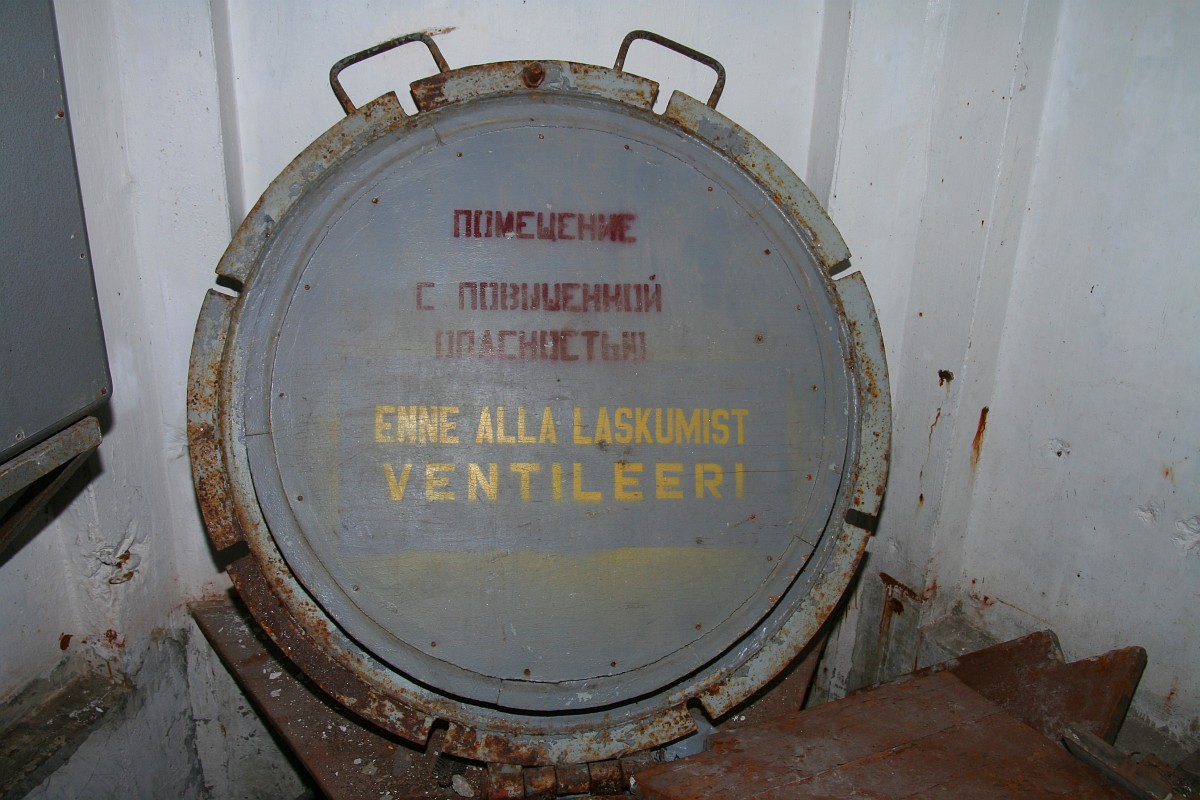 ПОМЕЩЕНИЕ
С ПОВЫШЕННОЙ
ОПАСНОСТЬЮ
ENNE ALLA LASKUMIST
VENTILEERI